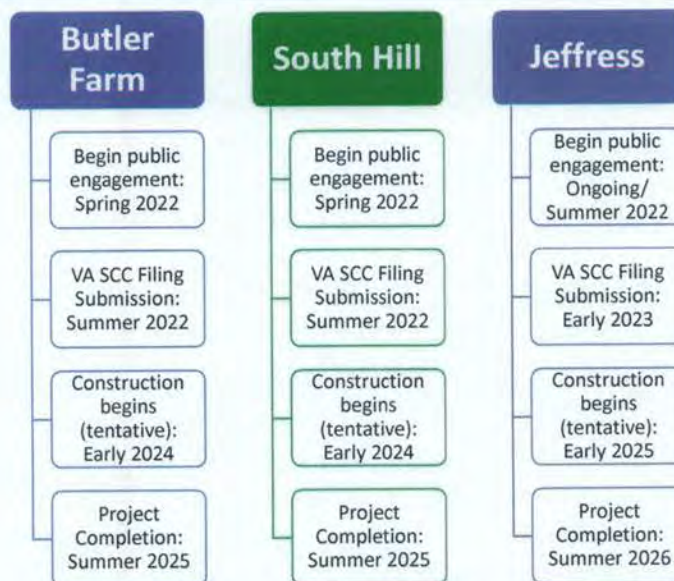 Butler
Farm
Begin public
engagement:
Spring 2022
VA SCC Filing
Submission:
Summer 2022
Construction
begins
(tentative):
Early 2024
Project
Completion:
Summer 2025
South Hill
Begin public
engagement:
Spring 2022
VA SCC Filing
Submission:
Summer 2022
Construction
begins
(tentative):
Early 2024
Project
Completion:
Summer 2025
Jeffress
Begin public
engagement:
Ongoing/
Summer 2022
VA SCC Filing
Submission:
Early 2023
Construction
begins
(tentative):
Early 2025
Project
Completion:
Summer 2026